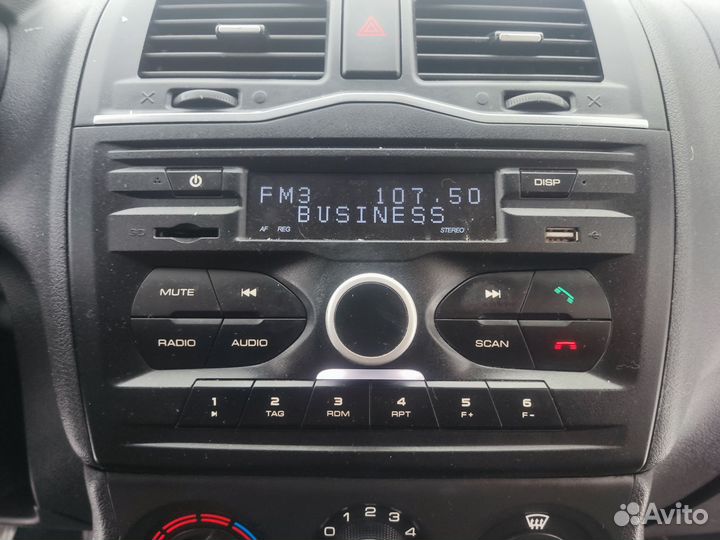 DISP
FM3 107.50
BUSINESS
AF REG STEREO
SD
MUTE
RADIO AUDIO
SCAN
1 2 3 4 5 6
TAG RDM RPT F+ F-
0 1 2 3 4
Avito